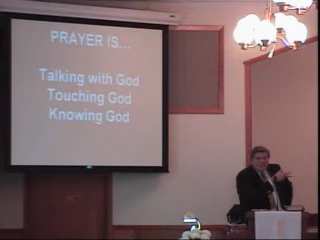 PRAYER IS...
Talking with God
Touching God
Knowing God